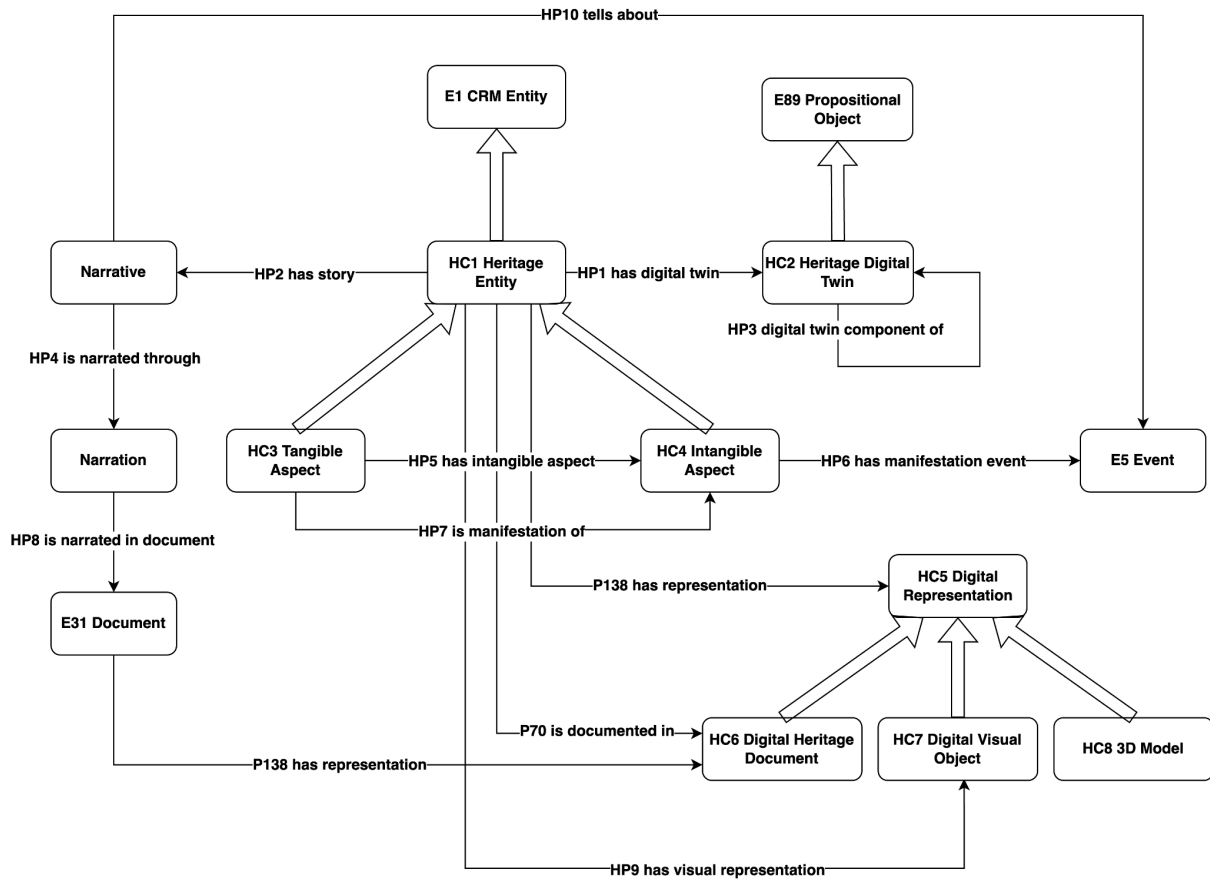 HP10 tells about
E1 CRM Entity
E89 Propositional
Object
Narrative
HP2 has story
HC1 Heritage
Entity
HP1 has digital twin
HC2 Heritage Digital
Twin
HP3 digital twin component of
HP4 is narrated through
Narration
HC3 Tangible
Aspect
HP5 has intangible aspect
HC4 Intangible
Aspect
HP6 has manifestation event
E5 Event
HP7 is manifestation of
HP8 is narrated in document
P138 has representation
HC5 Digital
Representation
E31 Document
P70 is documented in
HC6 Digital Heritage
Document
HC7 Digital Visual
Object
HC8 3D Model
P138 has representation
HP9 has visual representation